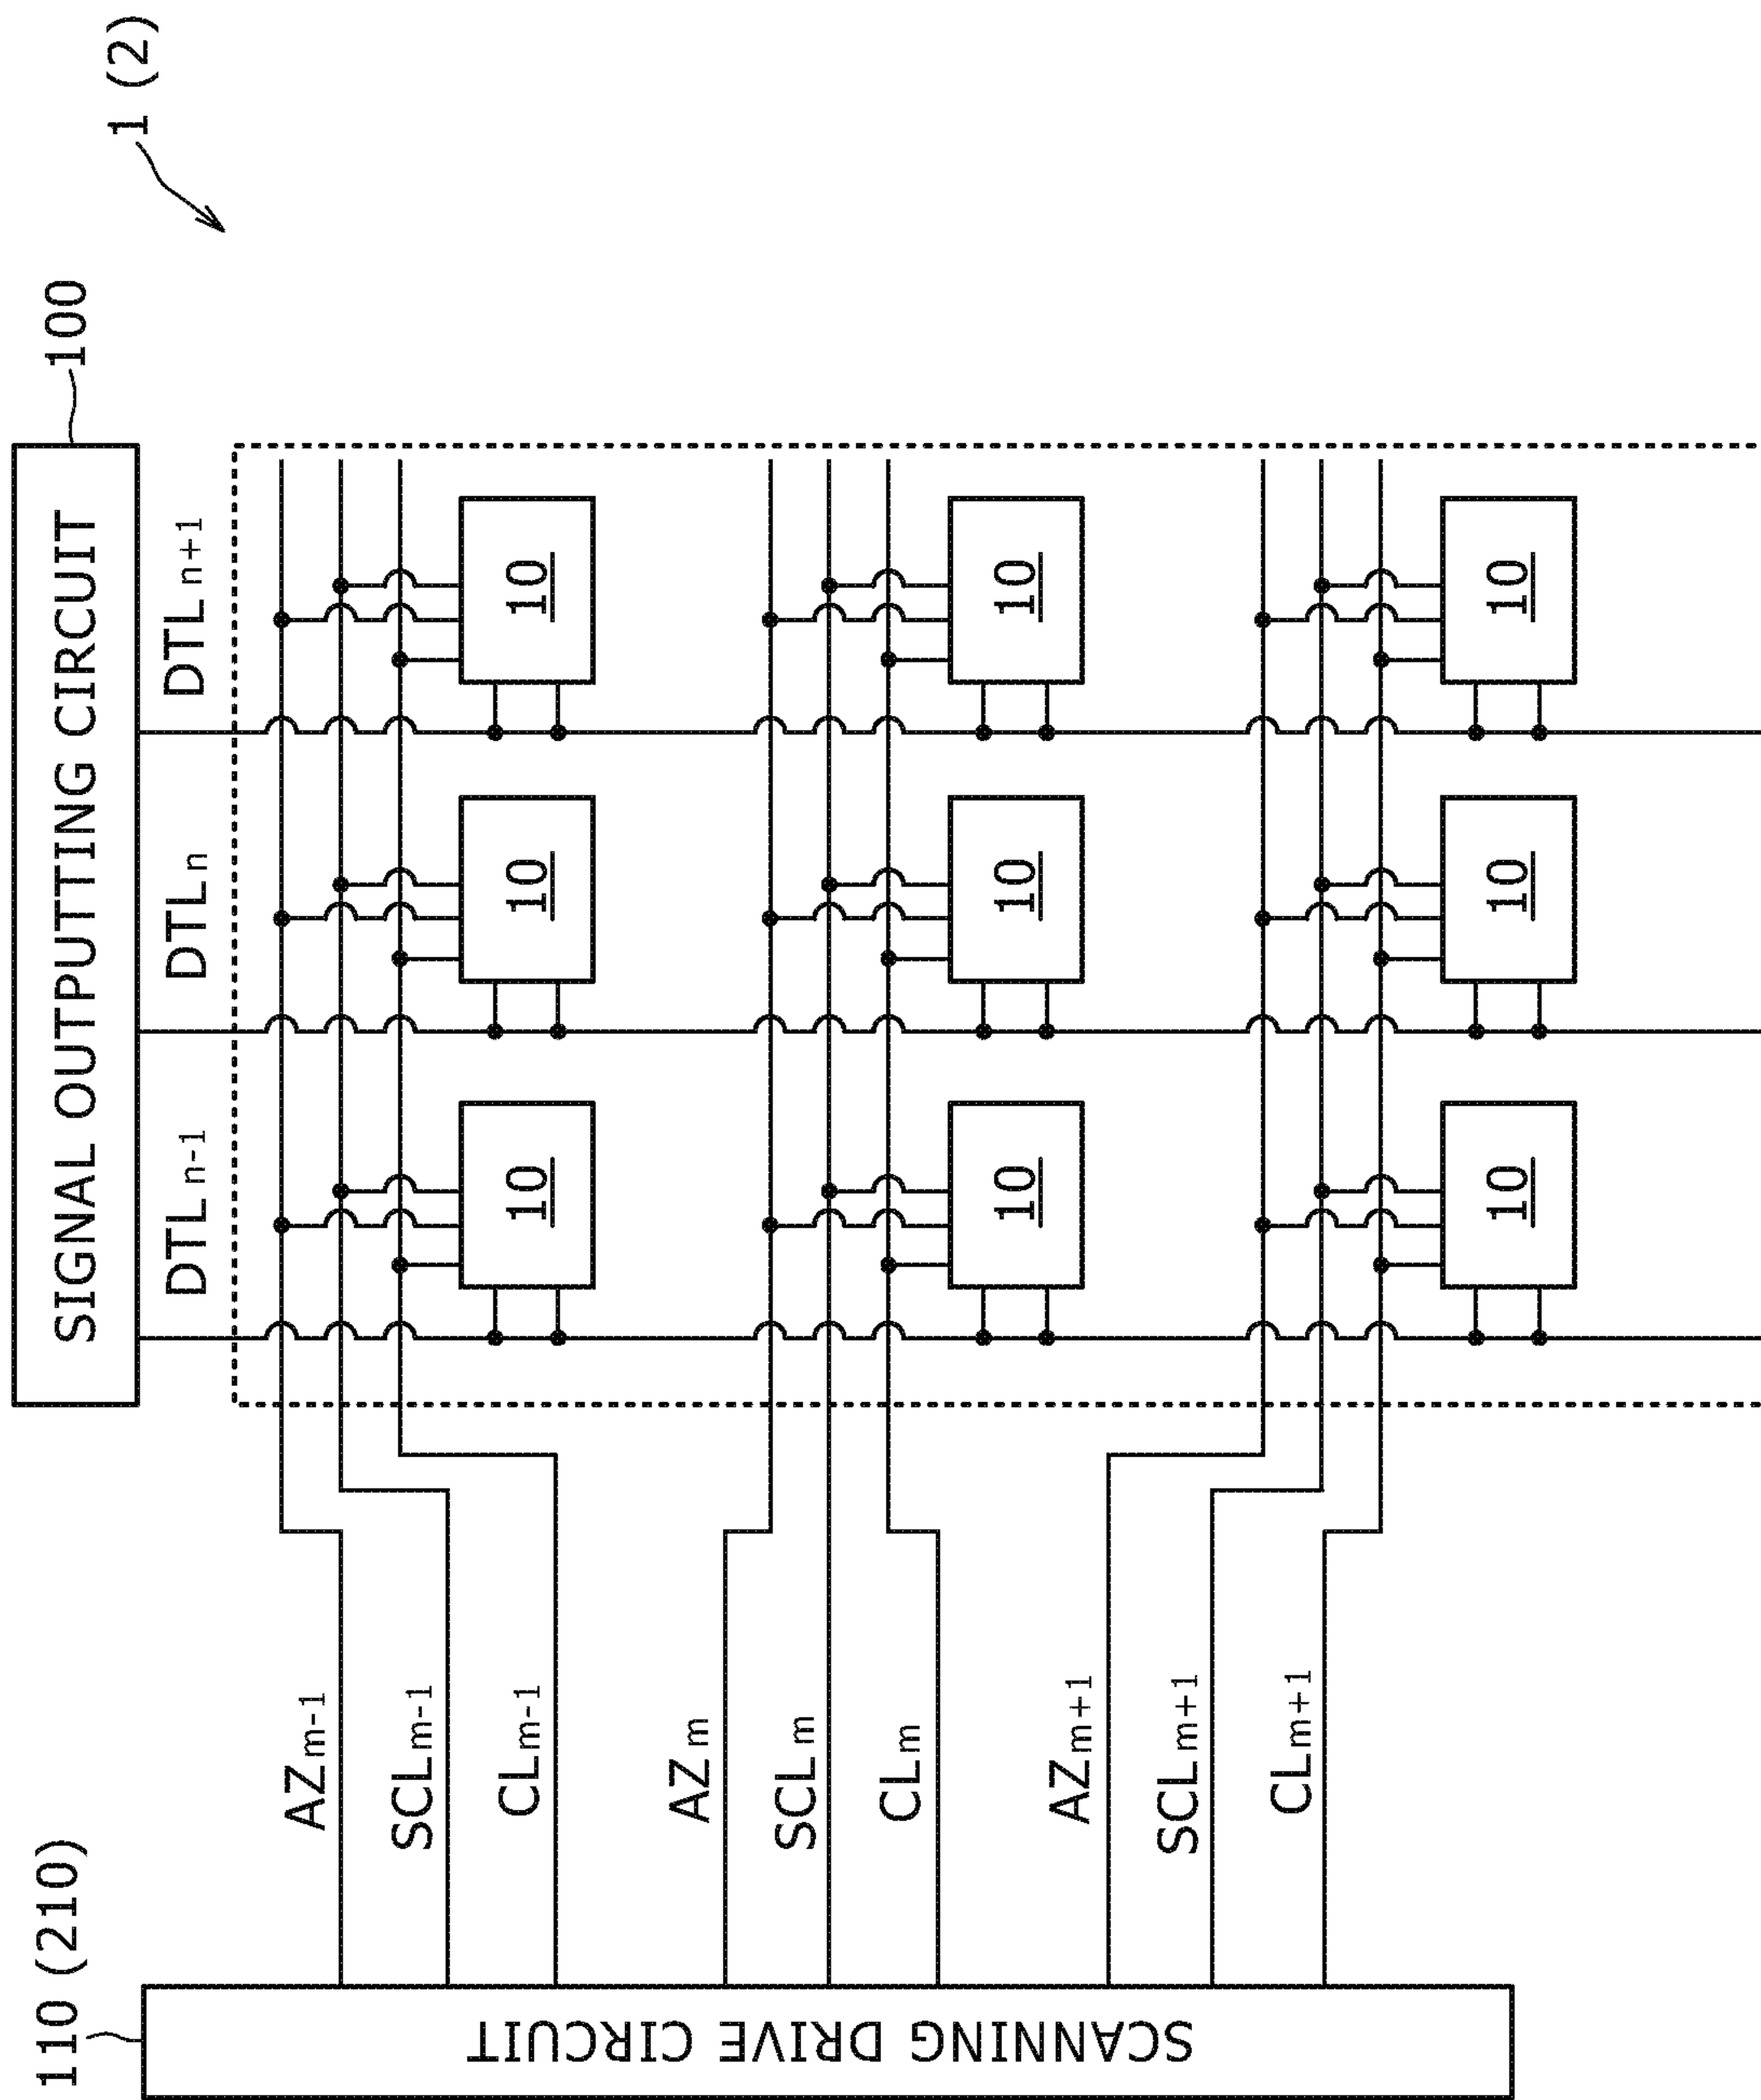 1 (2)
100
SIGNAL OUTPUTTING CIRCUIT
DTLn-1
DTLn
DTLn+1
110 (210)
SCANNING DRIVE CIRCUIT
AZm-1
SCLm-1
CLm-1
AZm
SCLm
CLm
AZm+1
SCLm+1
CLm+1
10
10
10
10
10
10
10
10
10